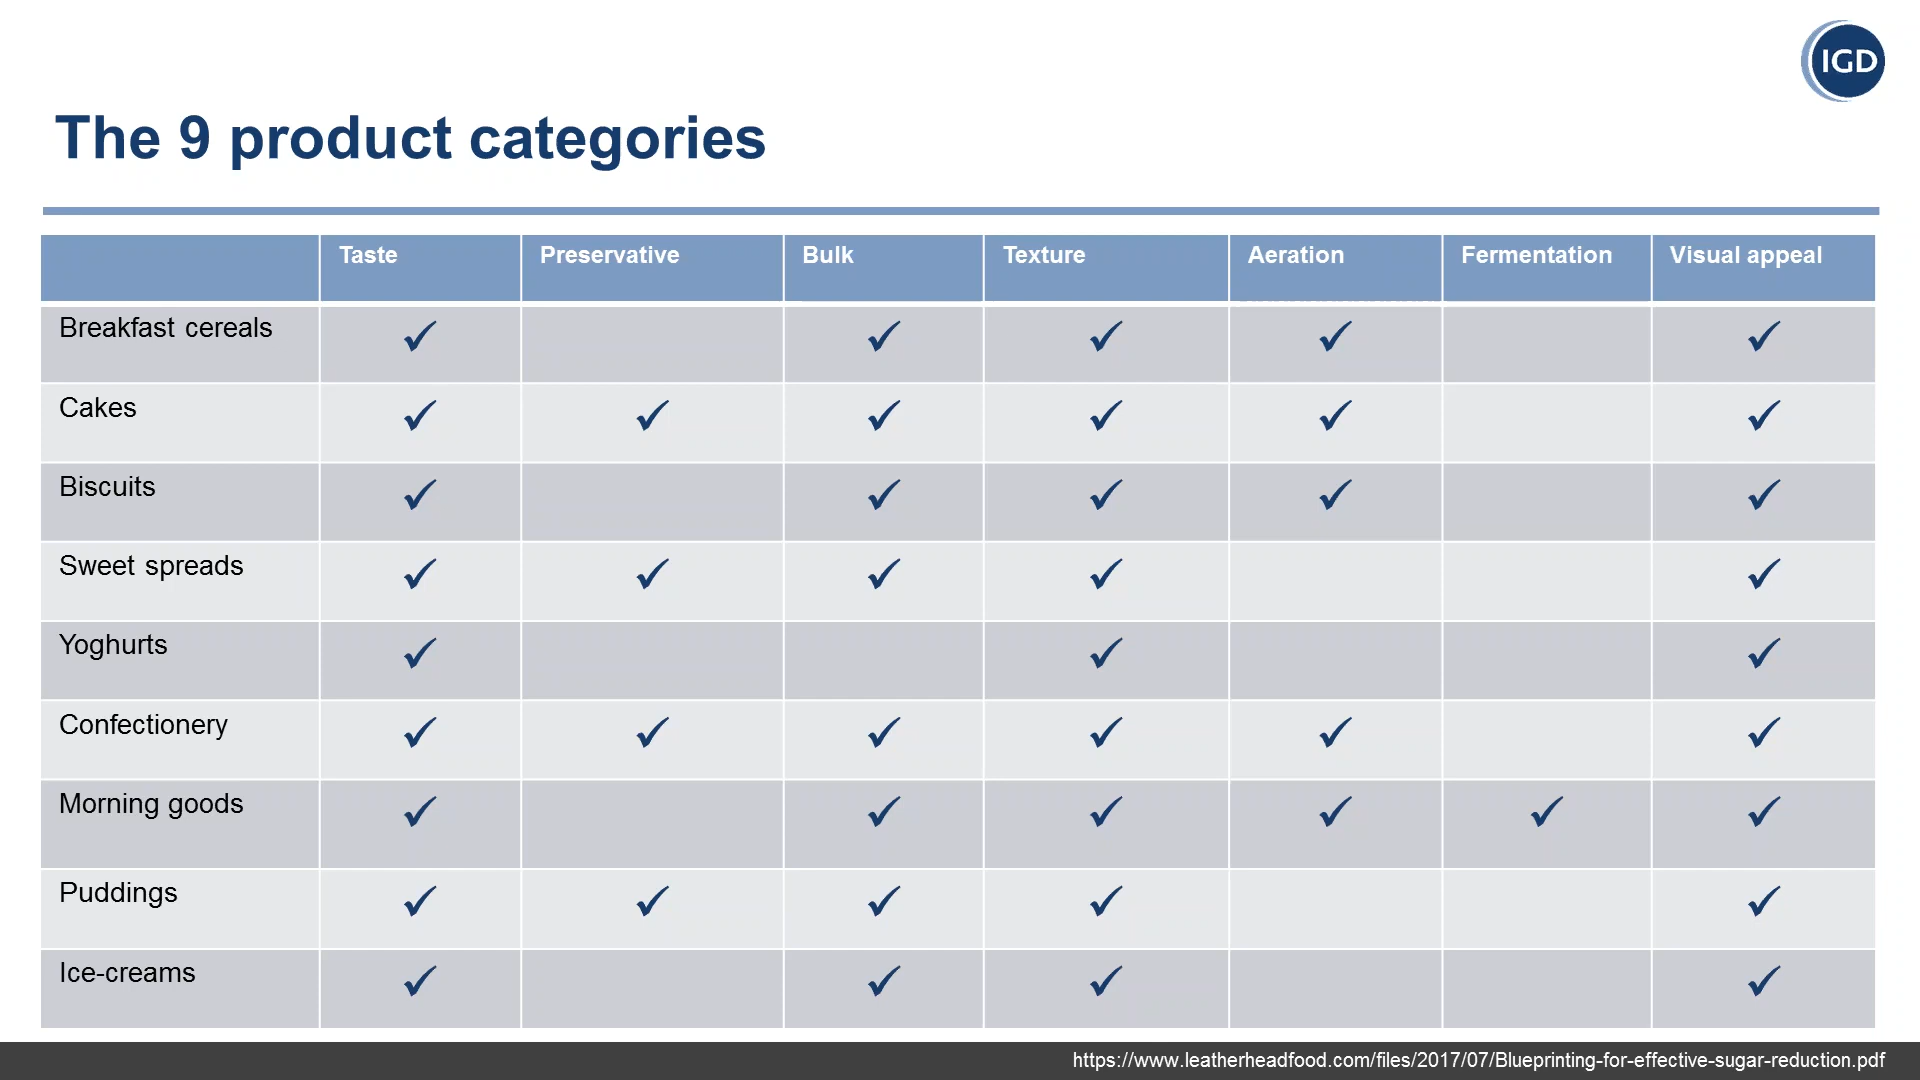 IGD
The 9 product categories
Taste Preservative Bulk Texture Aeration Fermentation Visual appeal
Breakfast cereals ✓ ✓ ✓ ✓ ✓
Cakes ✓ ✓ ✓ ✓ ✓ ✓
Biscuits ✓ ✓ ✓ ✓ ✓
Sweet spreads ✓ ✓ ✓ ✓ ✓
Yoghurts ✓ ✓ ✓
Confectionery ✓ ✓ ✓ ✓ ✓ ✓
Morning goods ✓ ✓ ✓ ✓ ✓ ✓
Puddings ✓ ✓ ✓ ✓ ✓
Ice-creams ✓ ✓ ✓ ✓
https://www.leatherheadfood.com/files/2017/07/Blueprinting-for-effective-sugar-reduction.pdf